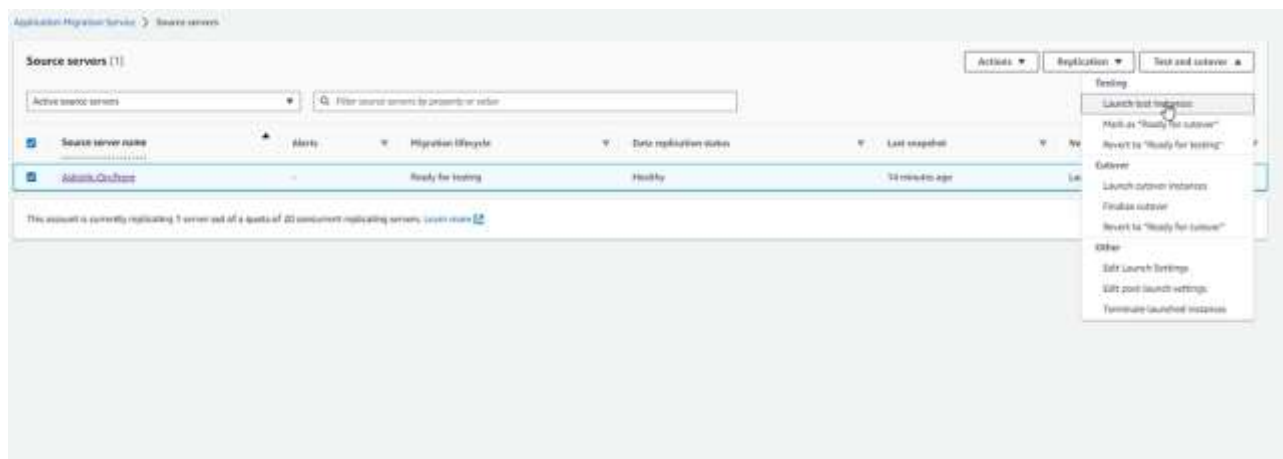 Application Migration Service > Source servers
Source servers (1)
Actions
Replication
Test and cutover
Active source servers
Filter source servers by property or value
Testing
Launch test instances
Mark as "Ready for cutover"
Revert to "Ready for testing"
Cutover
Launch cutover instances
Finalize cutover
Revert to "Ready for cutover"
Other
Edit Launch Settings
Edit post launch settings
Terminate launched instances
Source server name
Alerts
Migration lifecycle
Data replication status
Last snapshot
Ne
-
Ready for testing
Healthy
14 minutes ago
La
This account is currently replicating 1 server out of a quota of 20 concurrent replicating servers. Learn more